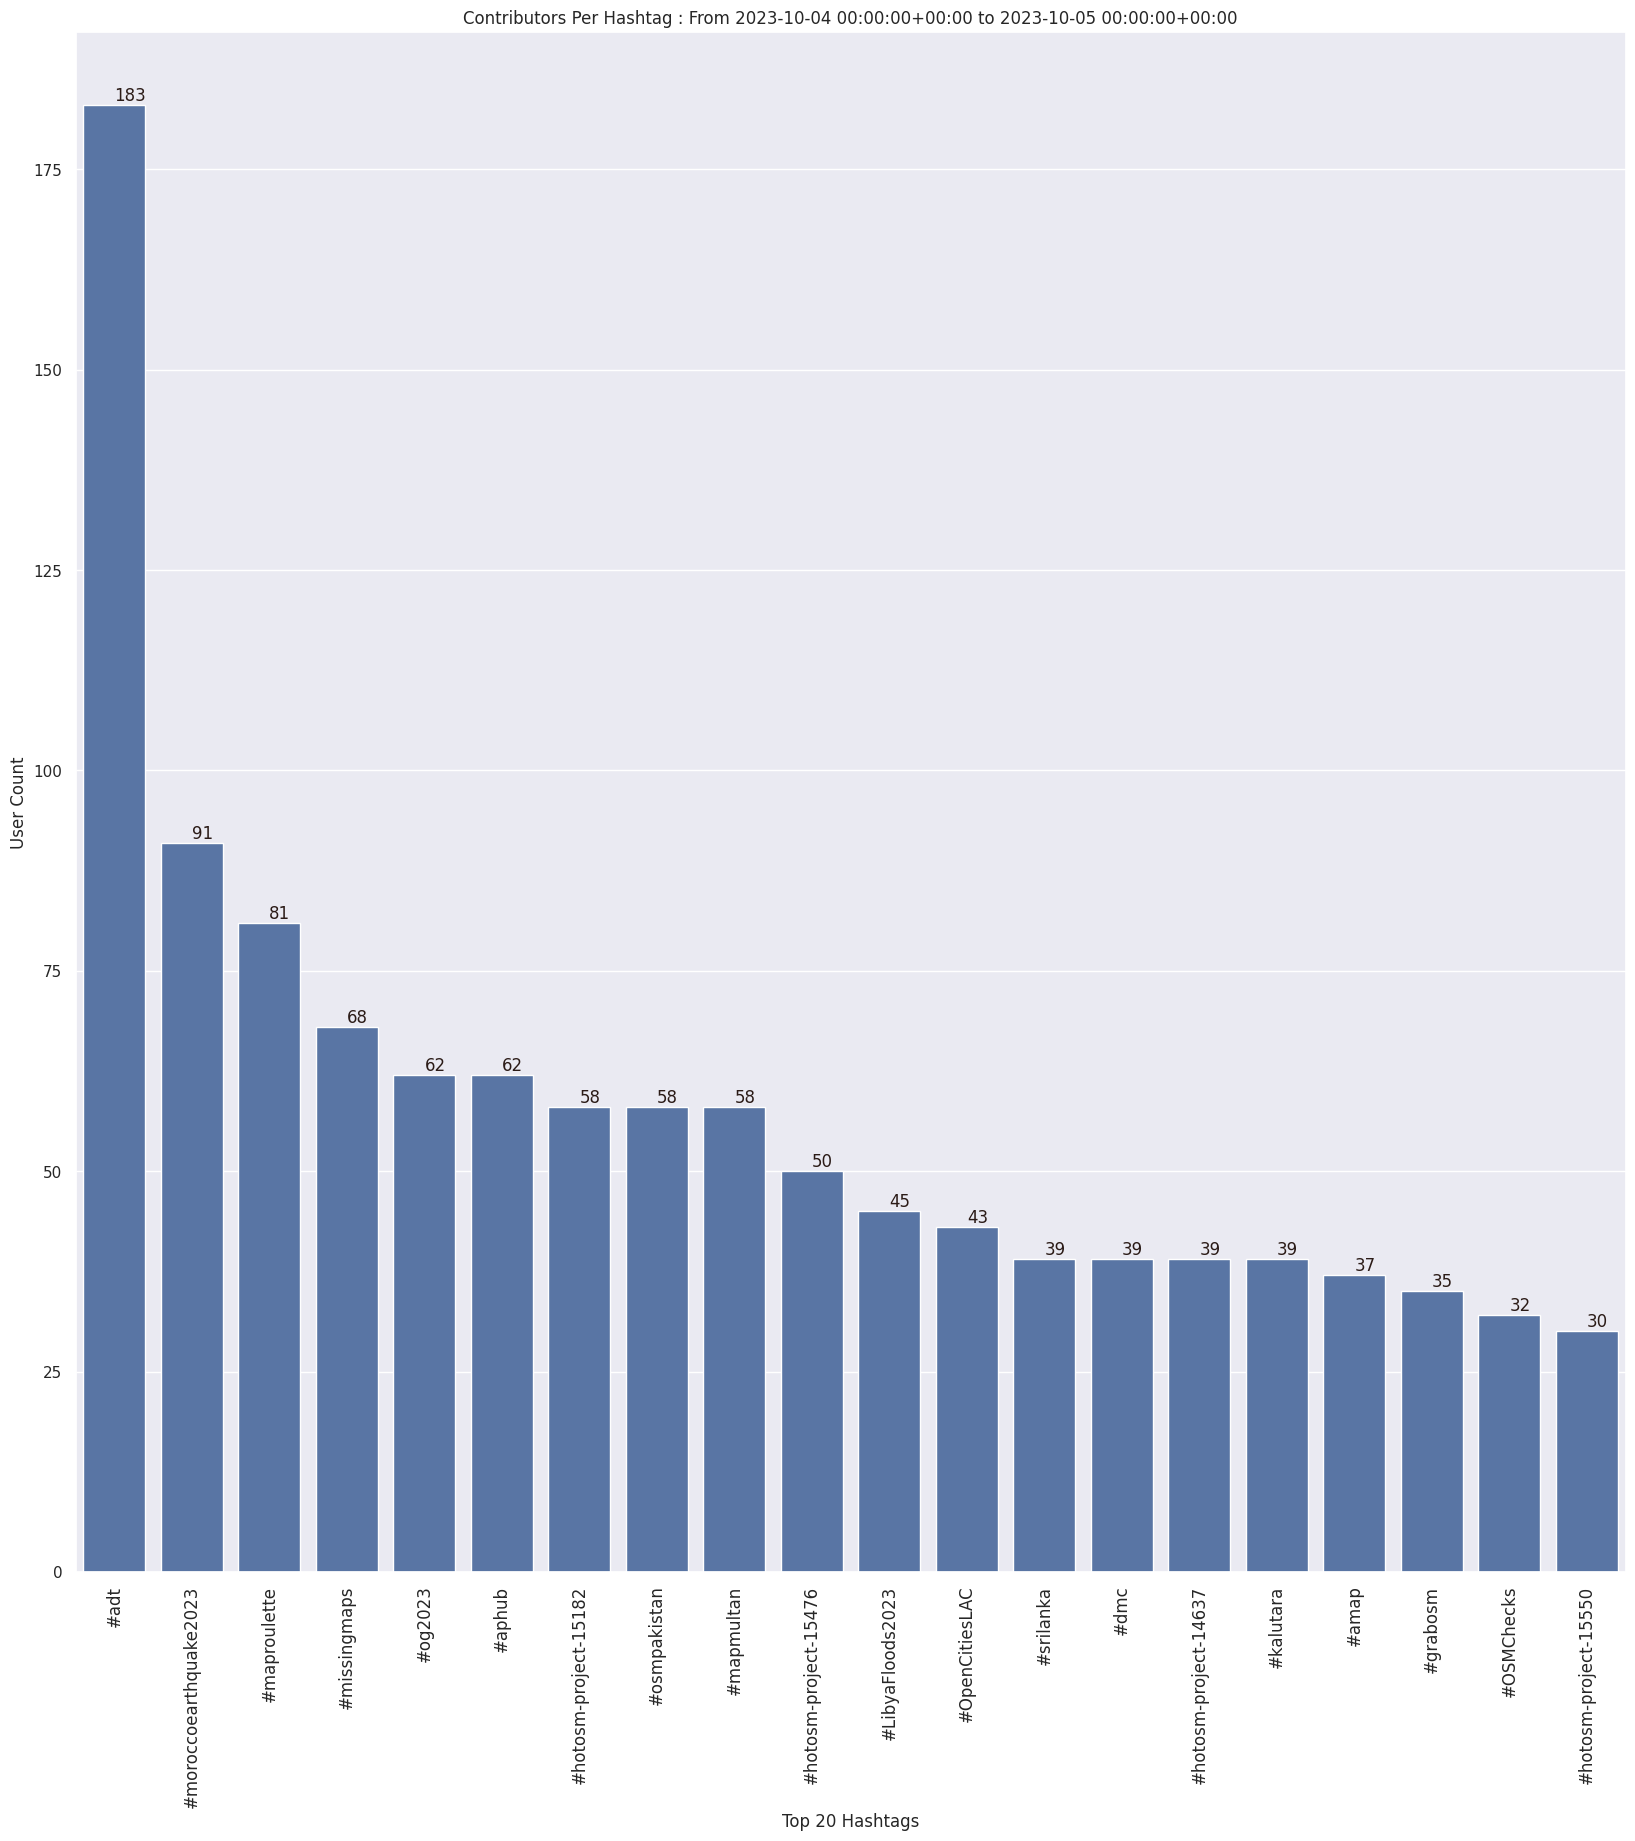 Contributors Per Hashtag : From 2023-10-04 00:00:00+00:00 to 2023-10-05 00:00:00+00:00
User Count
175
150
125
100
75
50
25
0
183
91
81
68
62
62
58
58
58
50
45
43
39
39
39
39
37
35
32
30
#adt
#moroccoearthquake2023
#maproulette
#missingmaps
#og2023
#aphub
#hotosm-project-15182
#osmpakistan
#mapmultan
#hotosm-project-15476
#LibyaFloods2023
#OpenCitiesLAC
#srilanka
#dmc
#hotosm-project-14637
#kalutara
#amap
#grabosm
#OSMChecks
#hotosm-project-15550
Top 20 Hashtags